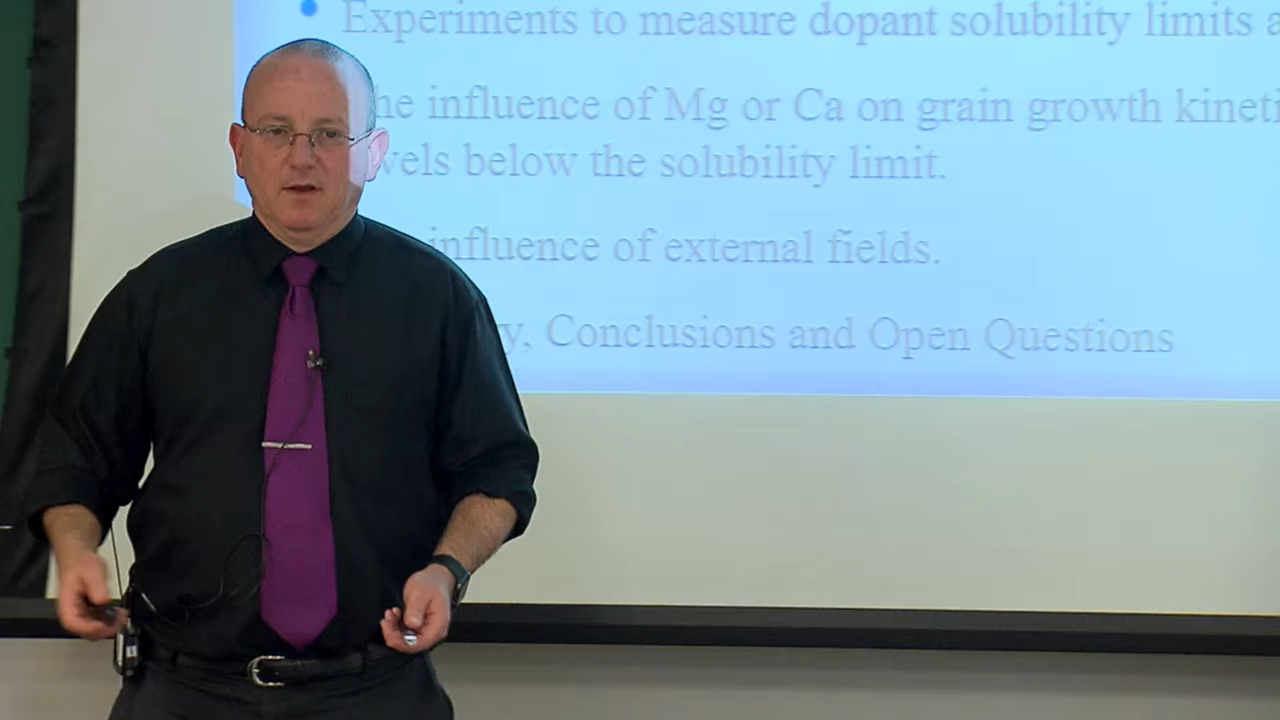 Experiments to measure dopant solubility limits a
he influence of Mg or Ca on grain growth kineti
vels below the solubility limit.
influence of external fields.
y, Conclusions and Open Questions